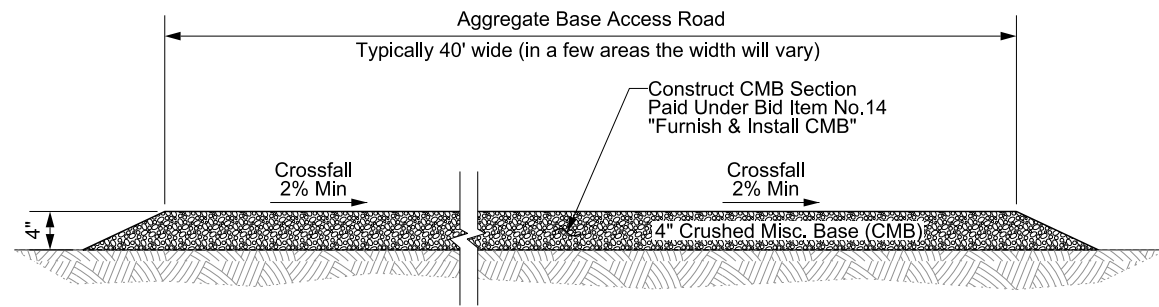 Aggregate Base Access Road
Typically 40' wide (in a few areas the width will vary)
Construct CMB Section
Paid Under Bid Item No.14
"Furnish & Install CMB"
Crossfall
2% Min
Crossfall
2% Min
4"
4" Crushed Misc. Base (CMB)